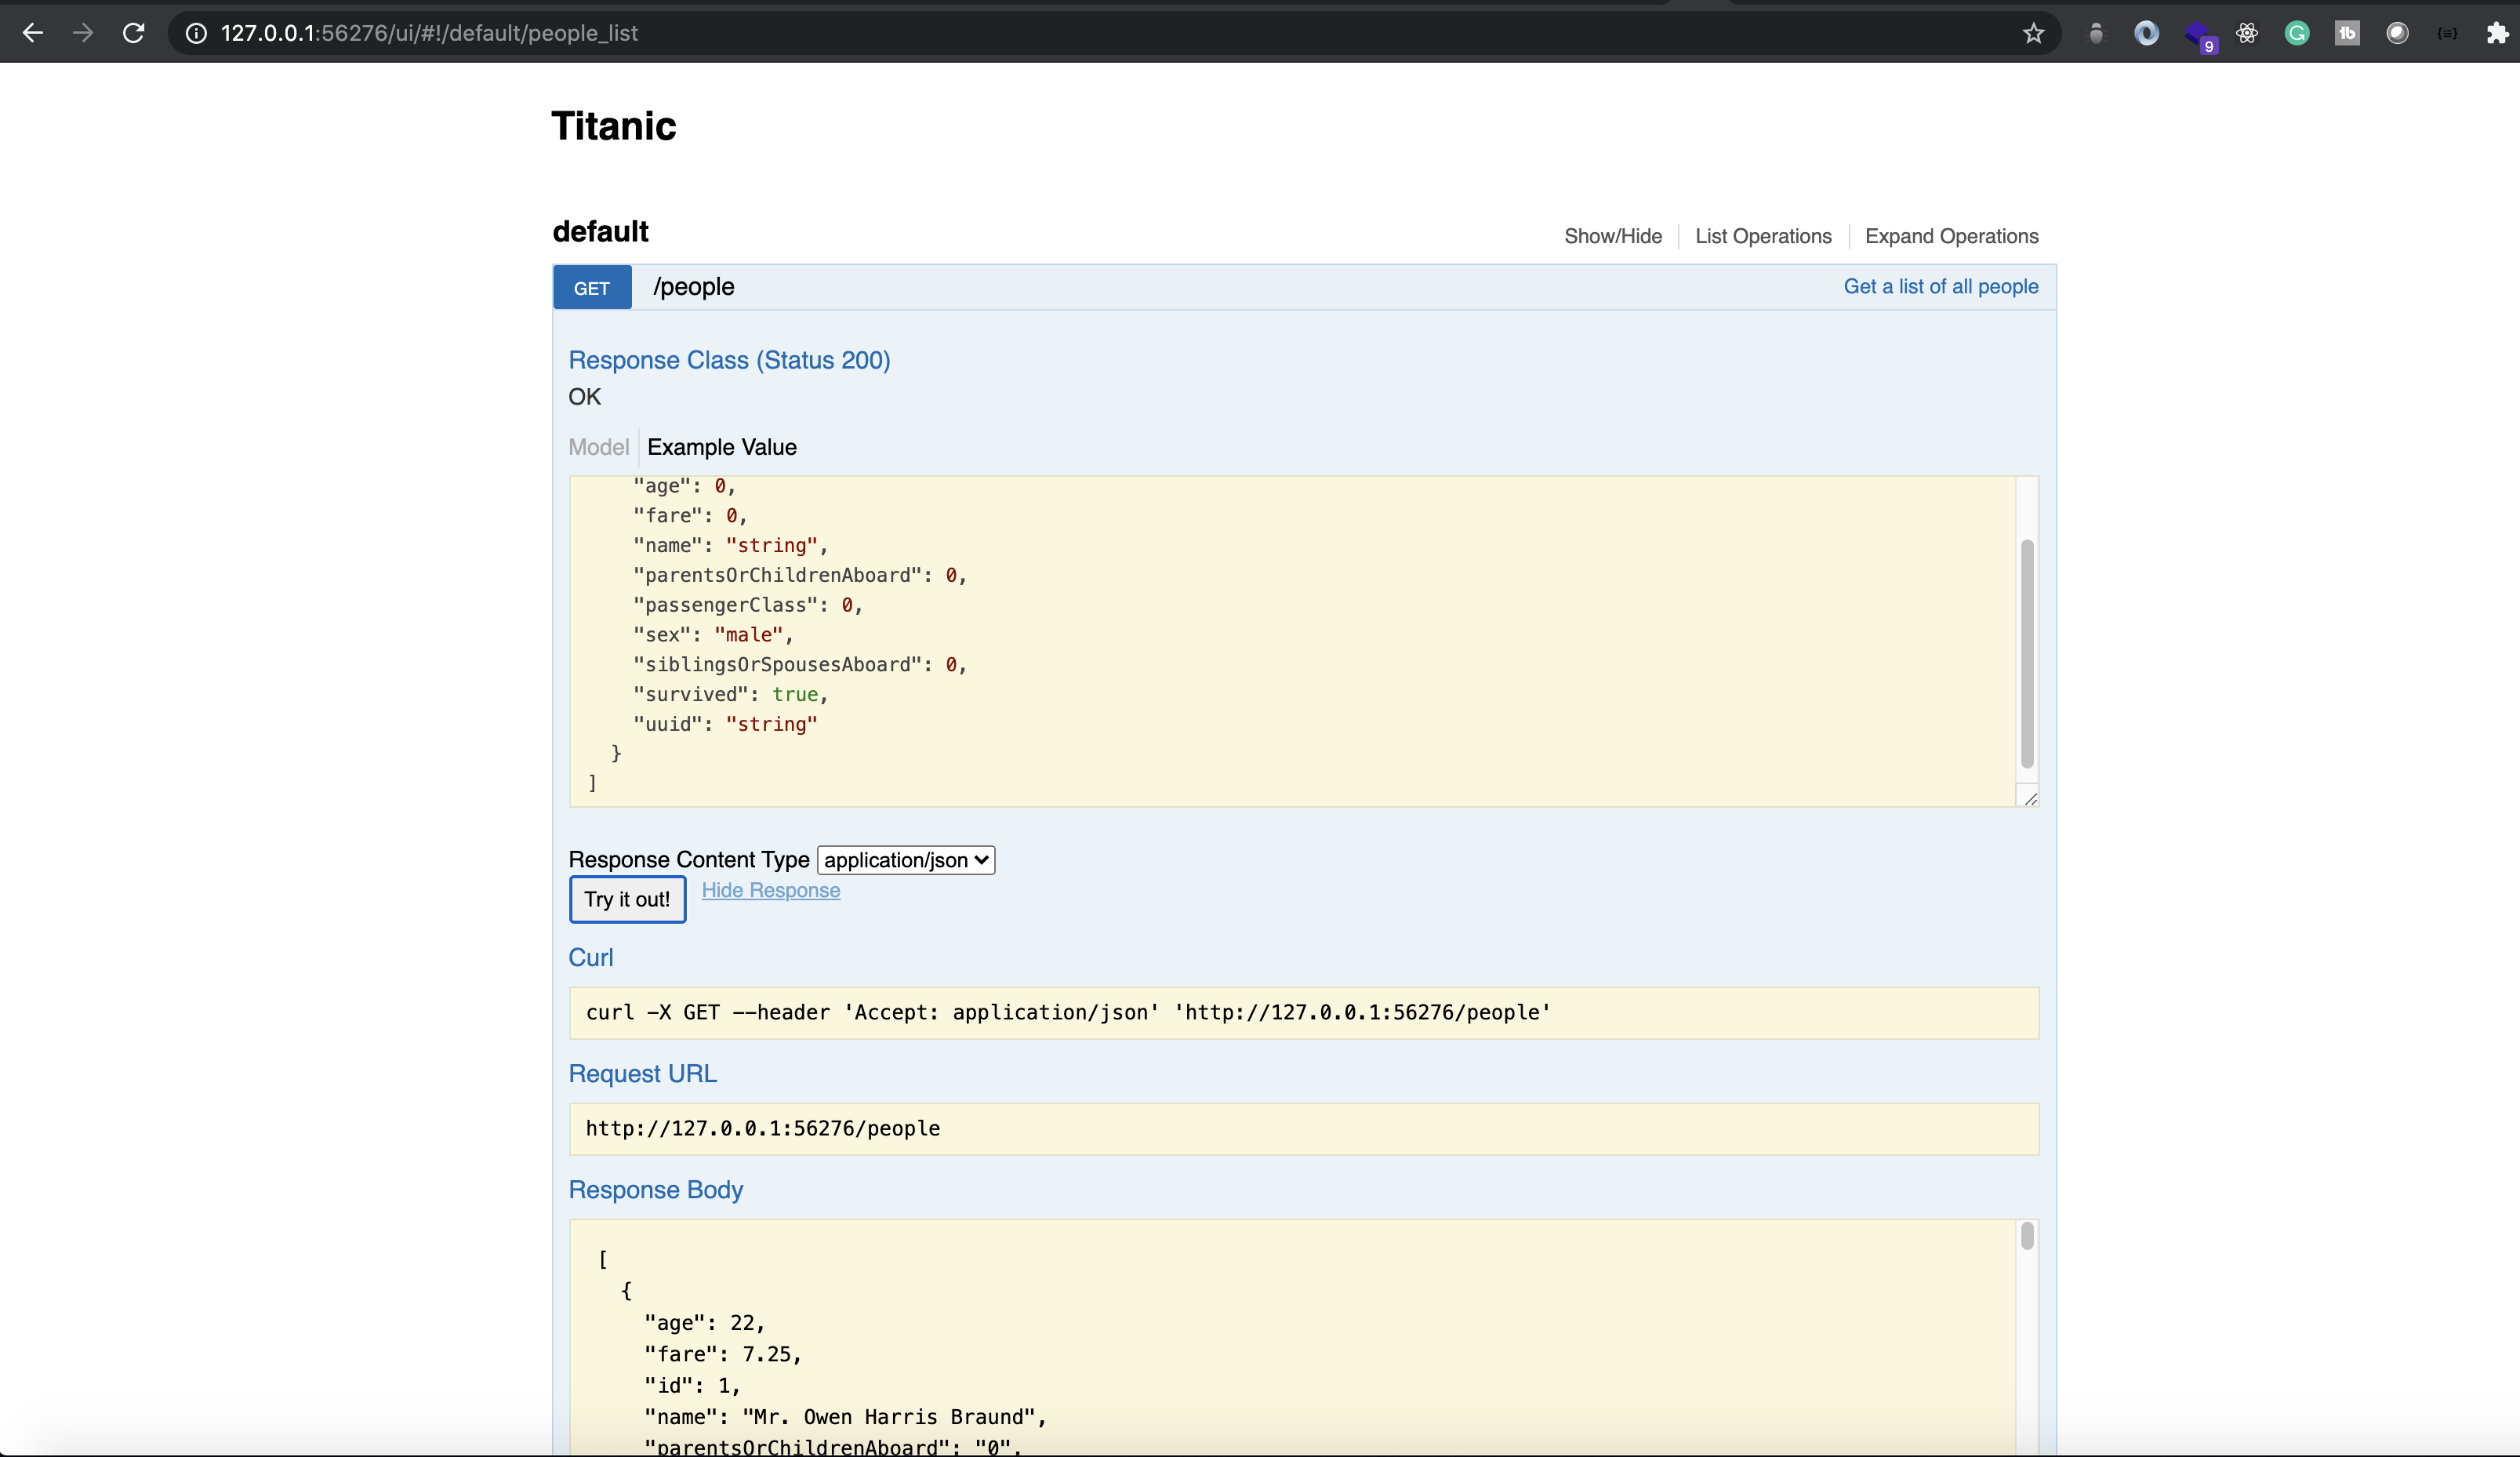 127.0.0.1:56276/ui/#!/default/people_list
9
Titanic
default
Show/Hide
List Operations
Expand Operations
GET
/people
Get a list of all people
Response Class (Status 200)
OK
Model
Example Value
"age": 0,
"fare": 0,
"name": "string",
"parentsOrChildrenAboard": 0,
"passengerClass": 0,
"sex": "male",
"siblingsOrSpousesAboard": 0,
"survived": true,
"uuid": "string"
}
]
Response Content Type application/json
Try it out!
Hide Response
Curl
curl -X GET --header 'Accept: application/json' 'http://127.0.0.1:56276/people'
Request URL
http://127.0.0.1:56276/people
Response Body
[
{
"age": 22,
"fare": 7.25,
"id": 1,
"name": "Mr. Owen Harris Braund",
"parentsOrChildrenAboard": "0",